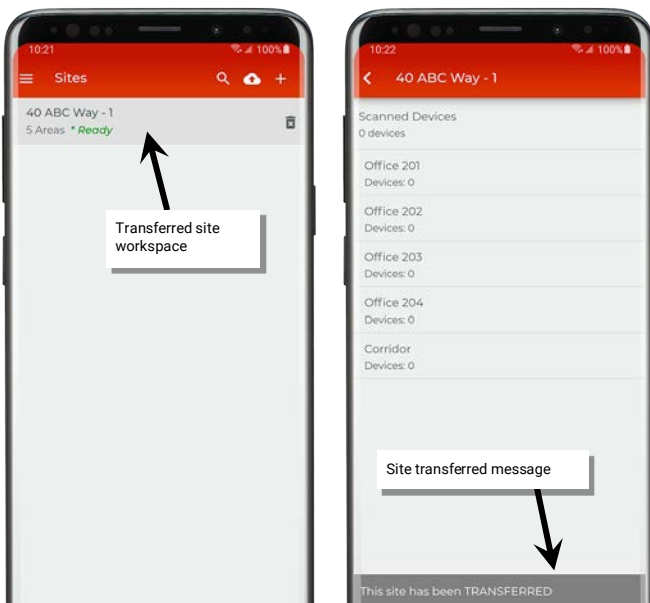 10:21
100%
Sites
40 ABC Way - 1
5 Areas * Ready
Transferred site
workspace
10:22
100%
40 ABC Way - 1
Scanned Devices
0 devices
Office 201
Devices: 0
Office 202
Devices: 0
Office 203
Devices: 0
Office 204
Devices: 0
Corridor
Devices: 0
Site transferred message
This site has been TRANSFERRED